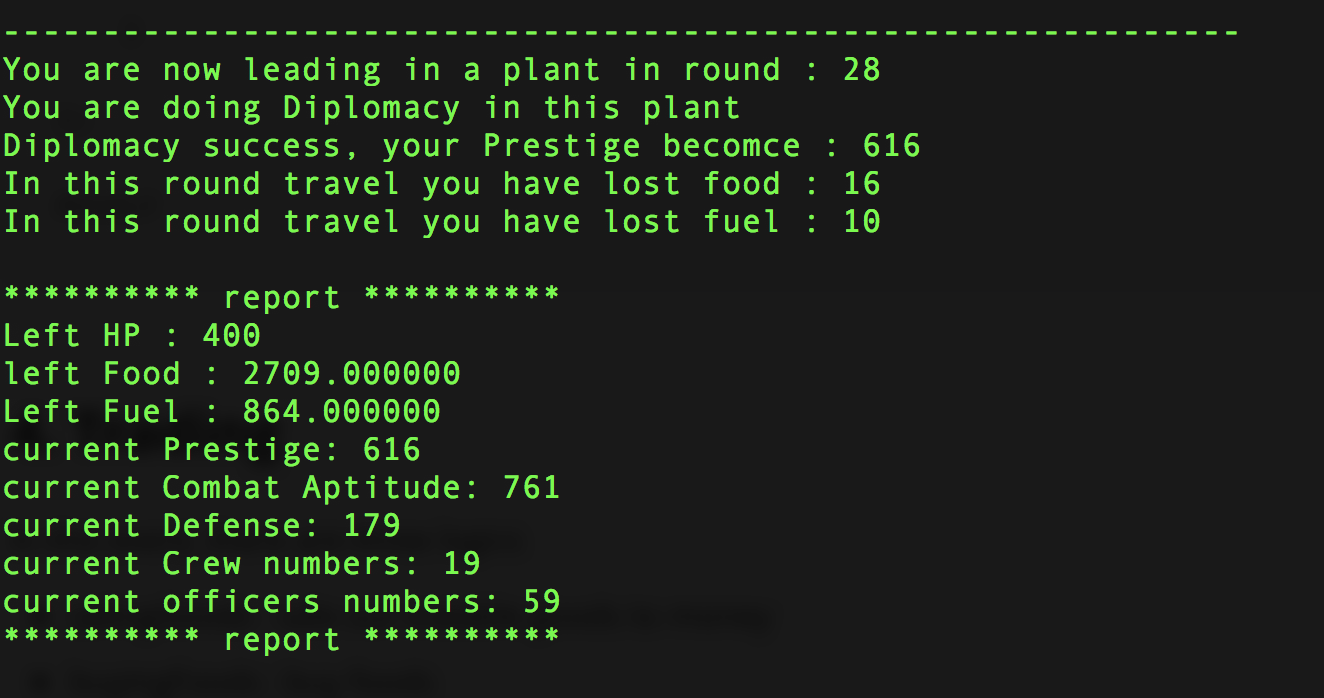 --------------------------------------------------------------
You are now leading in a plant in round : 28
You are doing Diplomacy in this plant
Diplomacy success, your Prestige becomce : 616
In this round travel you have lost food : 16
In this round travel you have lost fuel : 10
********** report **********
Left HP : 400
left Food : 2709.000000
Left Fuel : 864.000000
current Prestige: 616
current Combat Aptitude: 761
current Defense: 179
current Crew numbers: 19
current officers numbers: 59
********** report **********